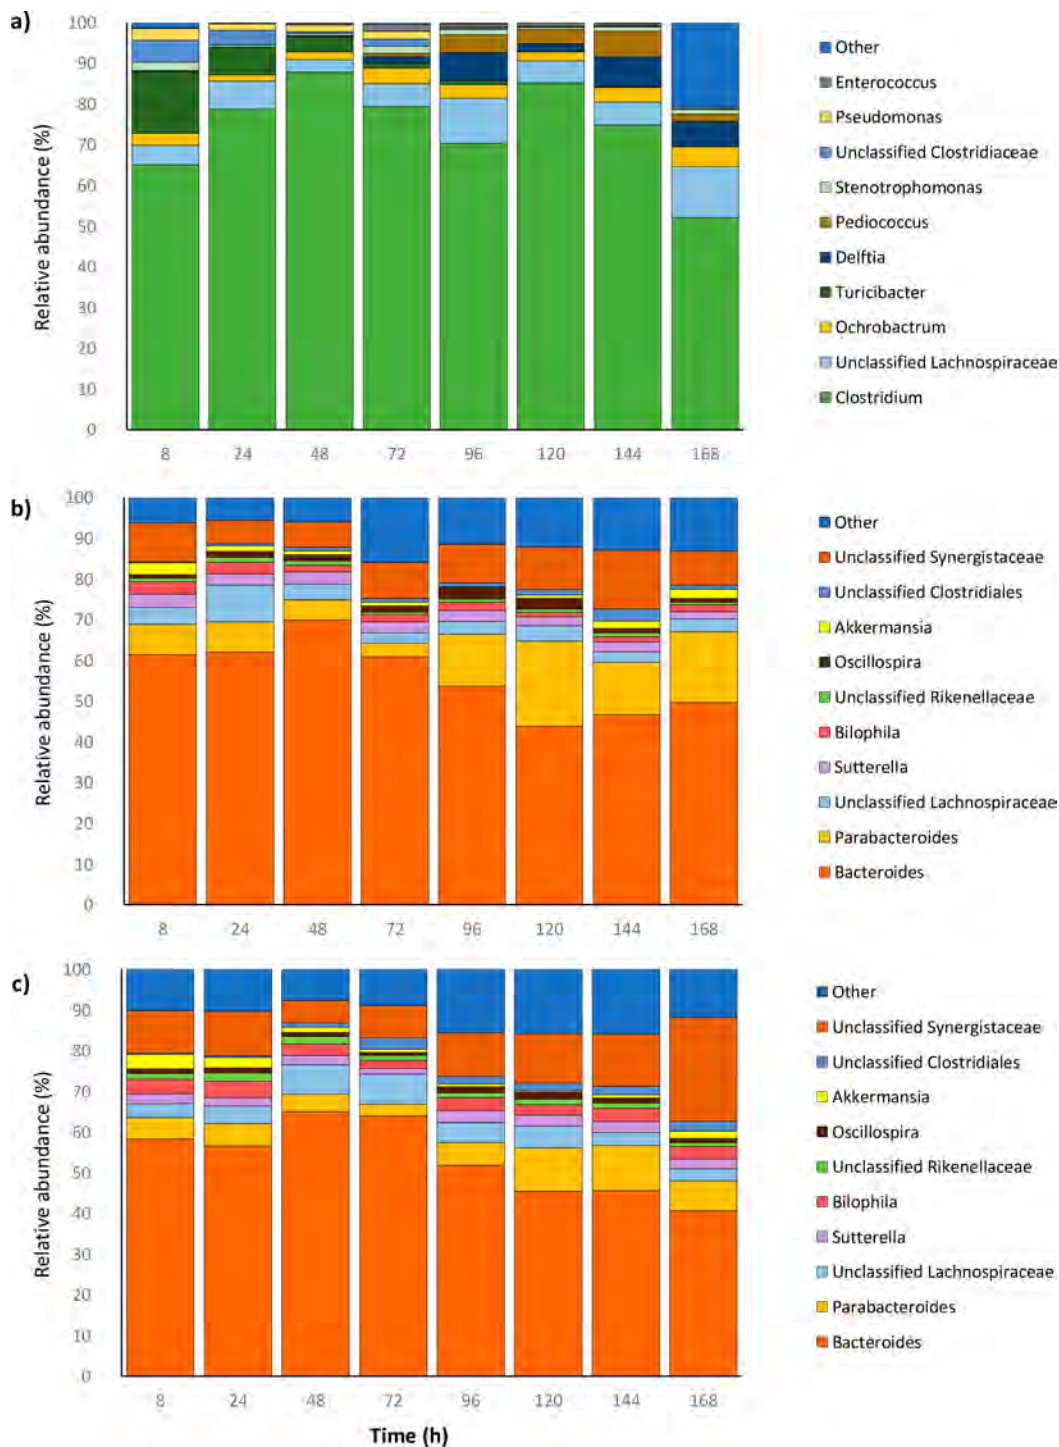 a)
Relative abundance (%)
100
90
80
70
60
50
40
30
20
10
0
8 24 48 72 96 120 144 168
Other
Enterococcus
Pseudomonas
Unclassified Clostridiaceae
Stenotrophomonas
Pediococcus
Delftia
Turicibacter
Ochrobactrum
Unclassified Lachnospiraceae
Clostridium
b)
Relative abundance (%)
100
90
80
70
60
50
40
30
20
10
0
8 24 48 72 96 120 144 168
Other
Unclassified Synergistaceae
Unclassified Clostridiales
Akkermansia
Oscillospira
Unclassified Rikenellaceae
Bilophila
Sutterella
Unclassified Lachnospiraceae
Parabacteroides
Bacteroides
c)
Relative abundance (%)
100
90
80
70
60
50
40
30
20
10
0
8 24 48 72 96 120 144 168
Time (h)
Other
Unclassified Synergistaceae
Unclassified Clostridiales
Akkermansia
Oscillospira
Unclassified Rikenellaceae
Bilophila
Sutterella
Unclassified Lachnospiraceae
Parabacteroides
Bacteroides